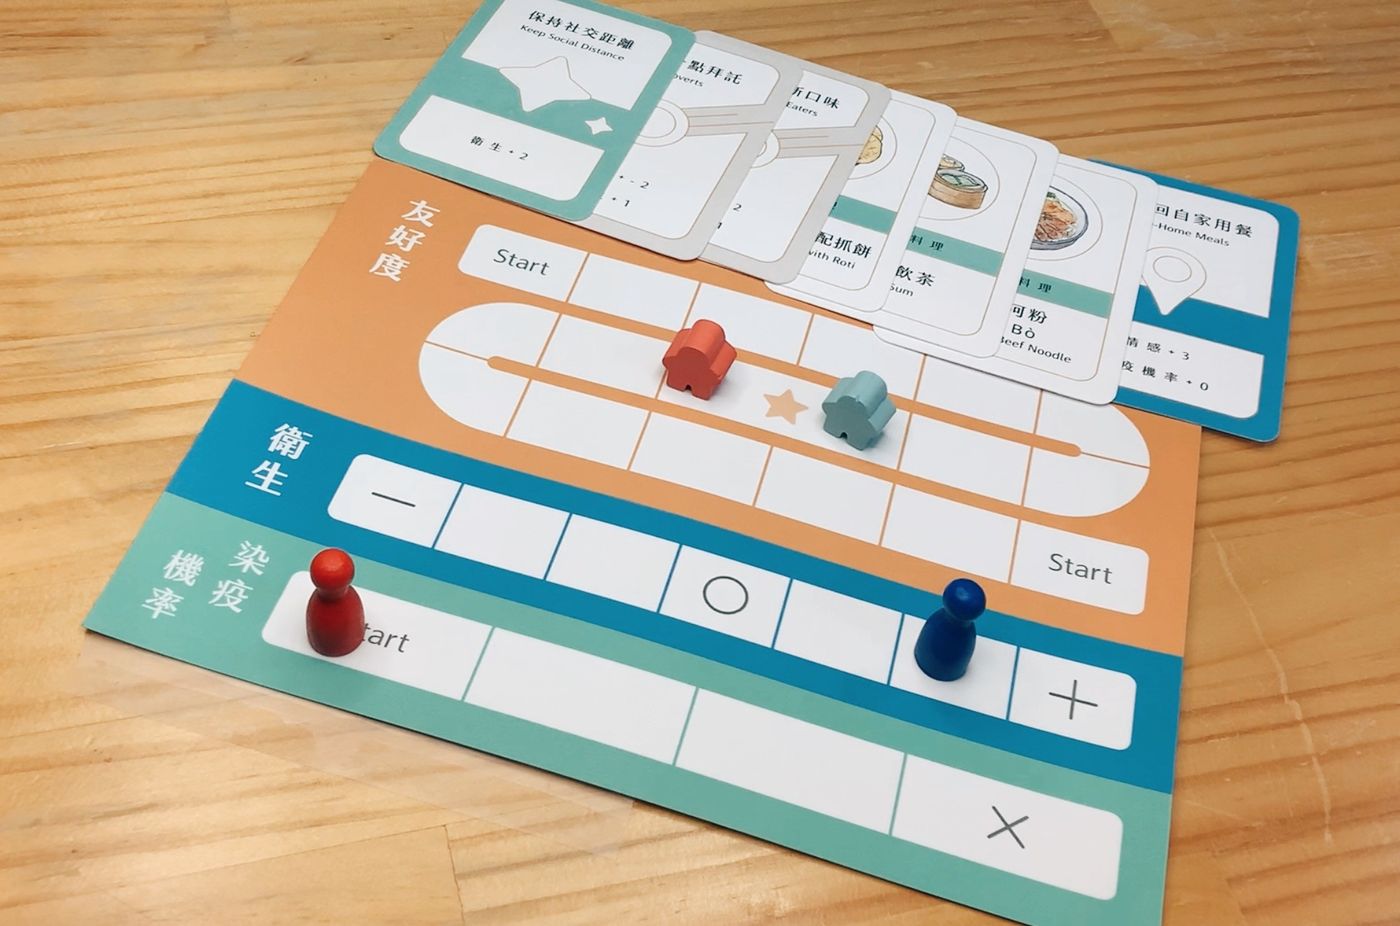 保持社交距離
Keep Social Distance
衛生+2
點拜託
overts
+-2
+1
新口味
Eaters
2
1
配抓餅
with Roti
料理
飲茶
Sum
料理
河粉
Bò
Beef Noodle
回自家用餐
-Home Meals
情感+3
疫機率+0
友好度
Start
Start
衛生
—
○
+
染疫
機率
tart
×